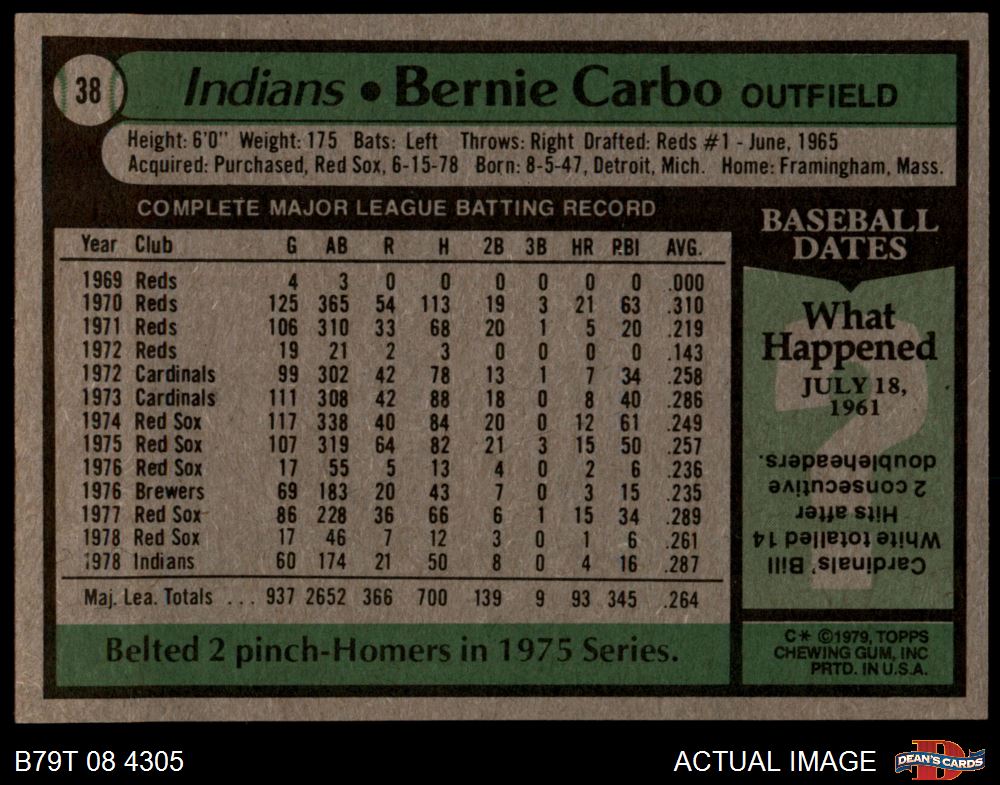 38
Indians • Bernie Carbo OUTFIELD
Height: 6'0" Weight: 175 Bats: Left Throws: Right Drafted: Reds #1 - June, 1965
Acquired: Purchased, Red Sox, 6-15-78 Born: 8-5-47, Detroit, Mich. Home: Framingham, Mass.
COMPLETE MAJOR LEAGUE BATTING RECORD
Year Club G AB R H 2B 3B HR RBI AVG.
1969 Reds 4 3 0 0 0 0 0 0 .000
1970 Reds 125 365 54 113 19 3 21 63 .310
1971 Reds 106 310 33 68 20 1 5 20 .219
1972 Reds 19 21 2 3 0 0 0 0 .143
1972 Cardinals 99 302 42 78 13 1 7 34 .258
1973 Cardinals 111 308 42 88 18 0 8 40 .286
1974 Red Sox 117 338 40 84 20 0 12 61 .249
1975 Red Sox 107 319 64 82 21 3 15 50 .257
1976 Red Sox 17 55 5 13 4 0 2 6 .236
1976 Brewers 69 183 20 43 7 0 3 15 .235
1977 Red Sox 86 228 36 66 6 1 15 34 .289
1978 Red Sox 17 46 7 12 3 0 1 6 .261
1978 Indians 60 174 21 50 8 0 4 16 .287
Maj. Lea. Totals ... 937 2652 366 700 139 9 93 345 .264
Belted 2 pinch-Homers in 1975 Series.
BASEBALL
DATES
What
Happened
JULY 18,
1961
?
Cardinals' Bill
White totalled 14
Hits after
2 consecutive
doubleheaders.
C* ©1979, TOPPS
CHEWING GUM, INC
PRTD. IN U.S.A.
B79T 08 4305
ACTUAL IMAGE
D
DEAN'S CARDS